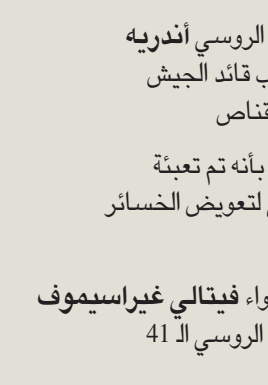 الروسي أندريه
ب قائد الجيش
قناص
بأنه تم تعبئة
لتعويض الخسائر
واء فيتالي غيراسيموف
الروسي الـ 41